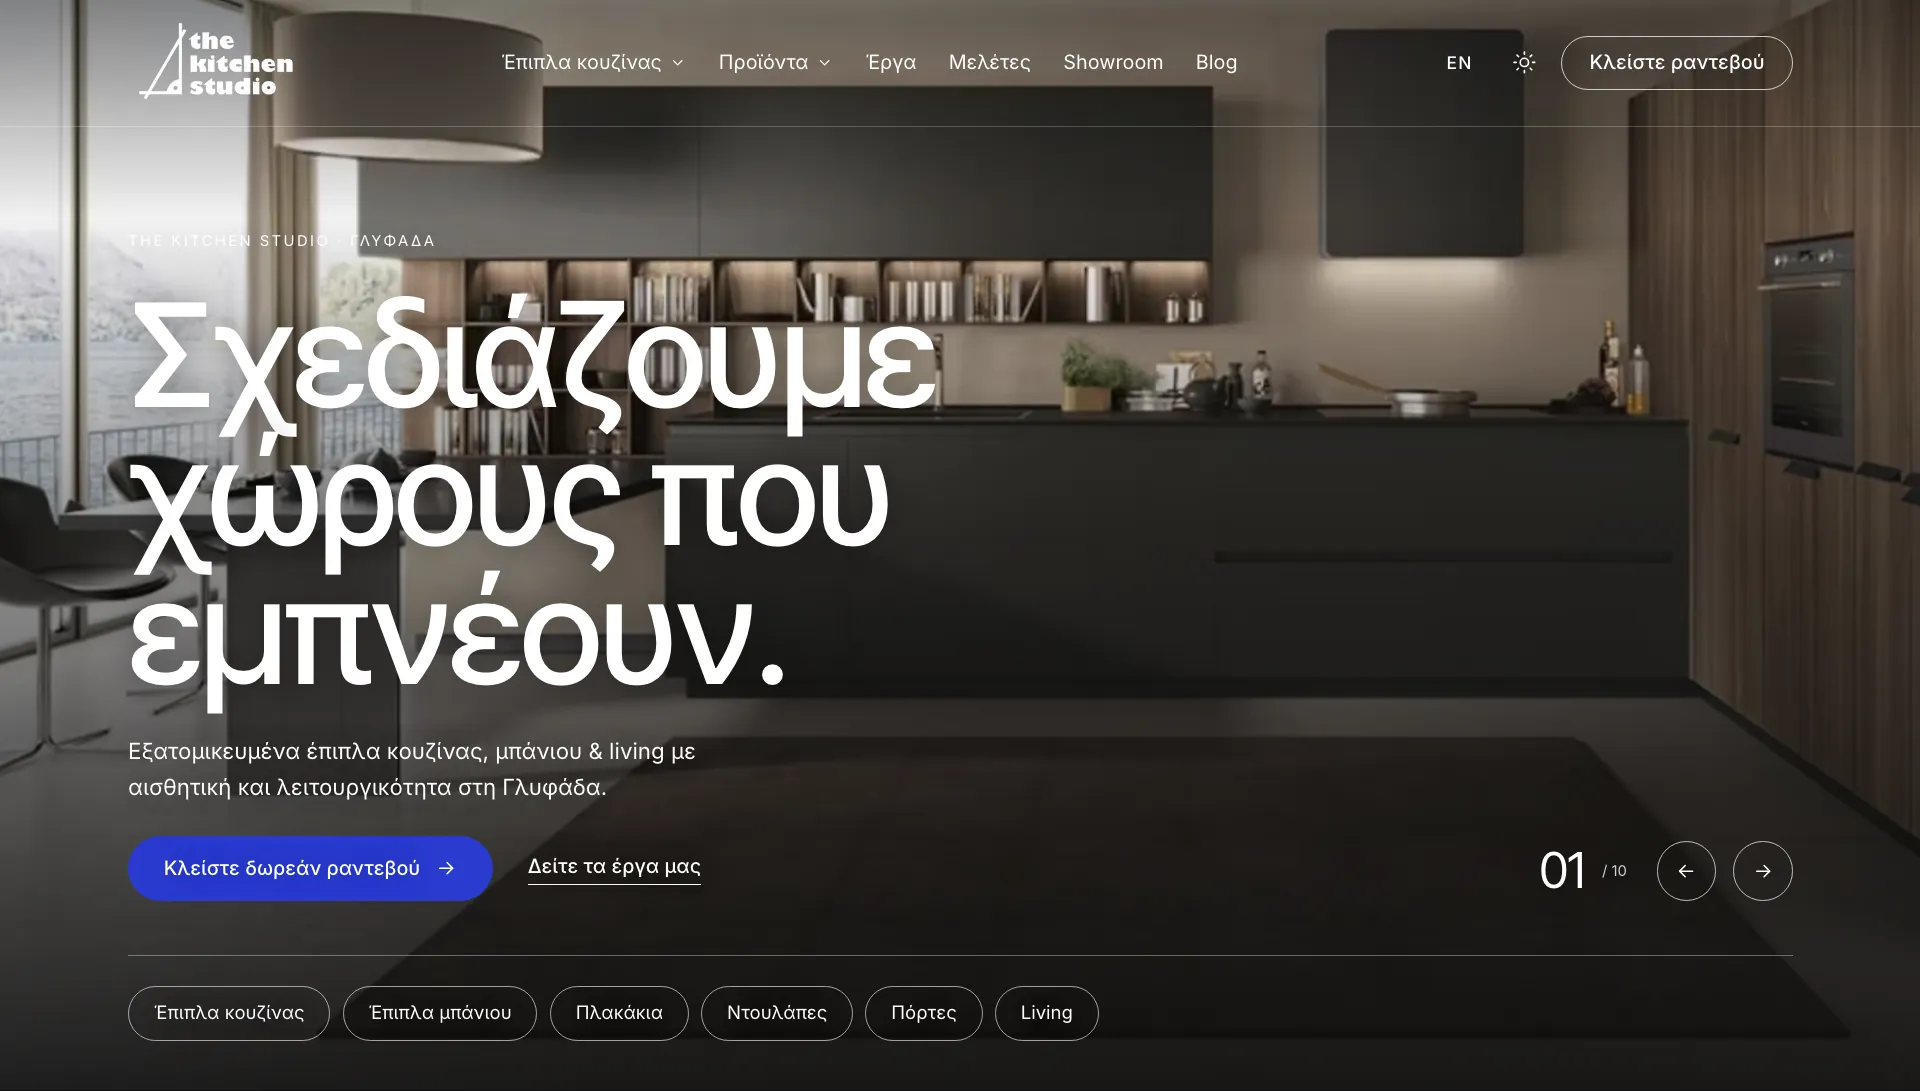 the
kitchen
studio
Έπιπλα κουζίνας
Προϊόντα
Έργα
Μελέτες
Showroom
Blog
EN
Κλείστε ραντεβού
THE KITCHEN STUDIO · ΓΛΥΦΑΔΑ
Σχεδιάζουμε
χώρους που
εμπνέουν.
Εξατομικευμένα έπιπλα κουζίνας, μπάνιου & living με
αισθητική και λειτουργικότητα στη Γλυφάδα.
Κλείστε δωρεάν ραντεβού →
Δείτε τα έργα μας
01 / 10
← →
Έπιπλα κουζίνας
Έπιπλα μπάνιου
Πλακάκια
Ντουλάπες
Πόρτες
Living